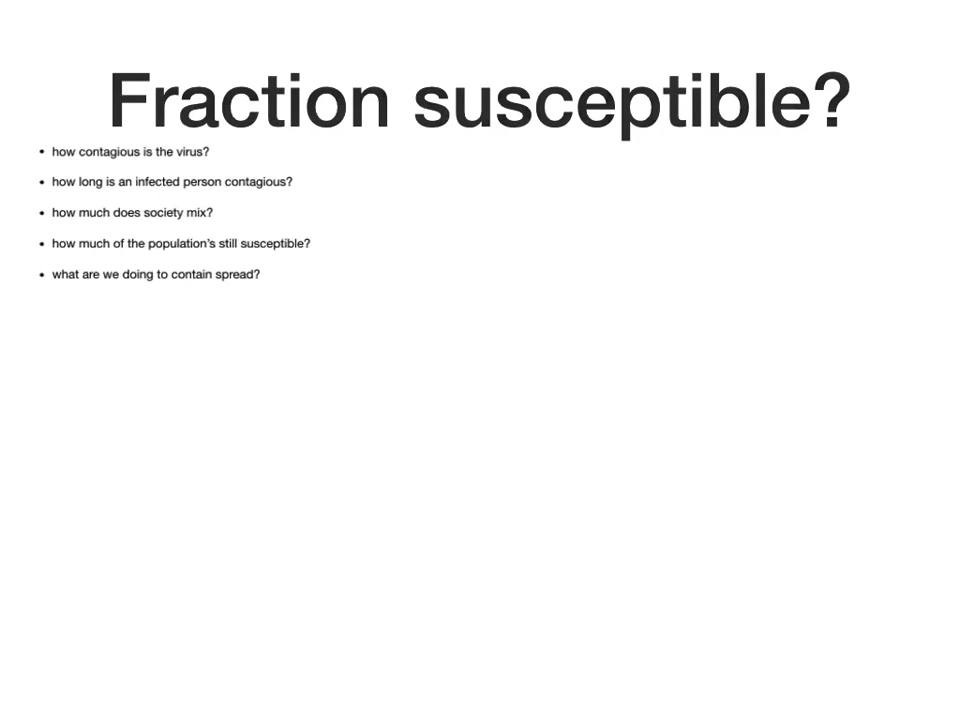 Fraction susceptible?
• how contagious is the virus?
• how long is an infected person contagious?
• how much does society mix?
• how much of the population’s still susceptible?
• what are we doing to contain spread?